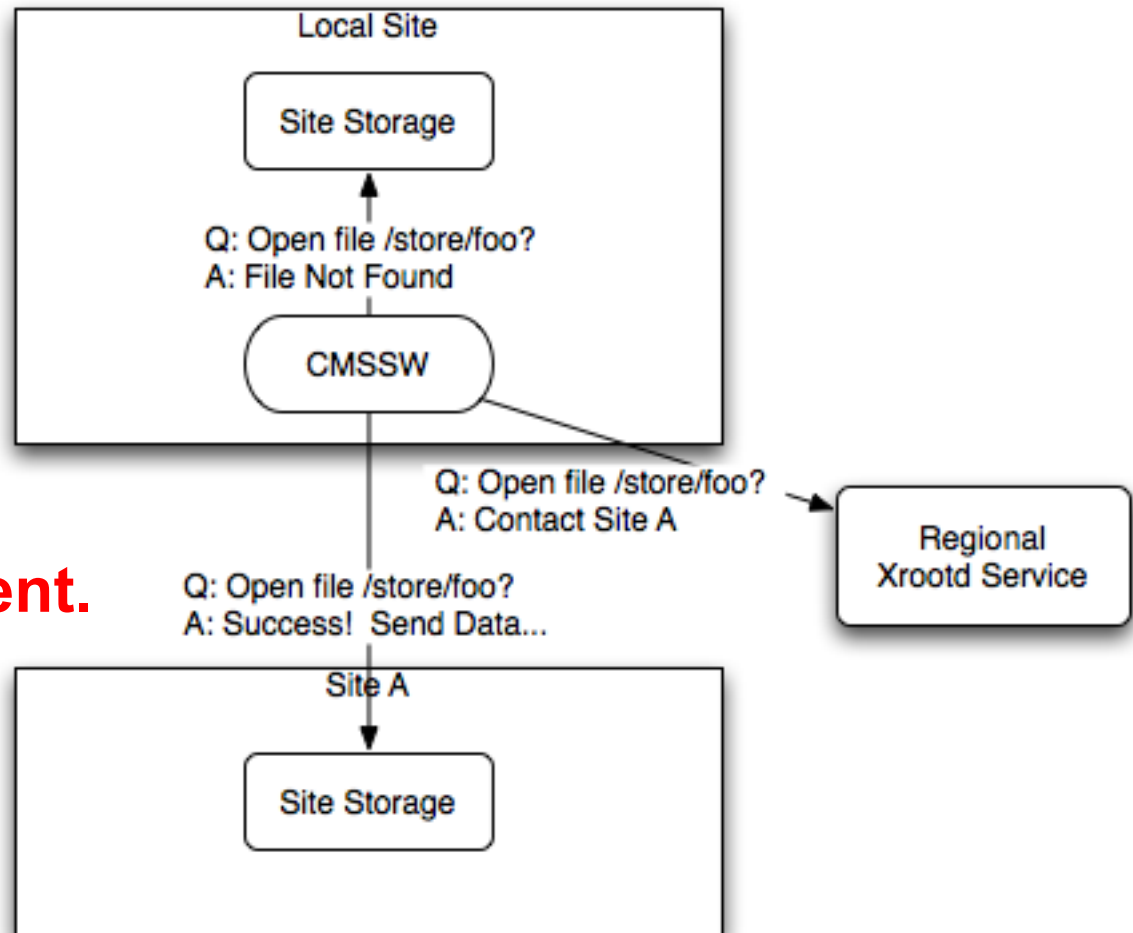 Local Site
Site Storage
Q: Open file /store/foo?
A: File Not Found
CMSSW
Q: Open file /store/foo?
A: Contact Site A
Regional
Xrootd Service
ent.
Q: Open file /store/foo?
A: Success!  Send Data...
Site A
Site Storage